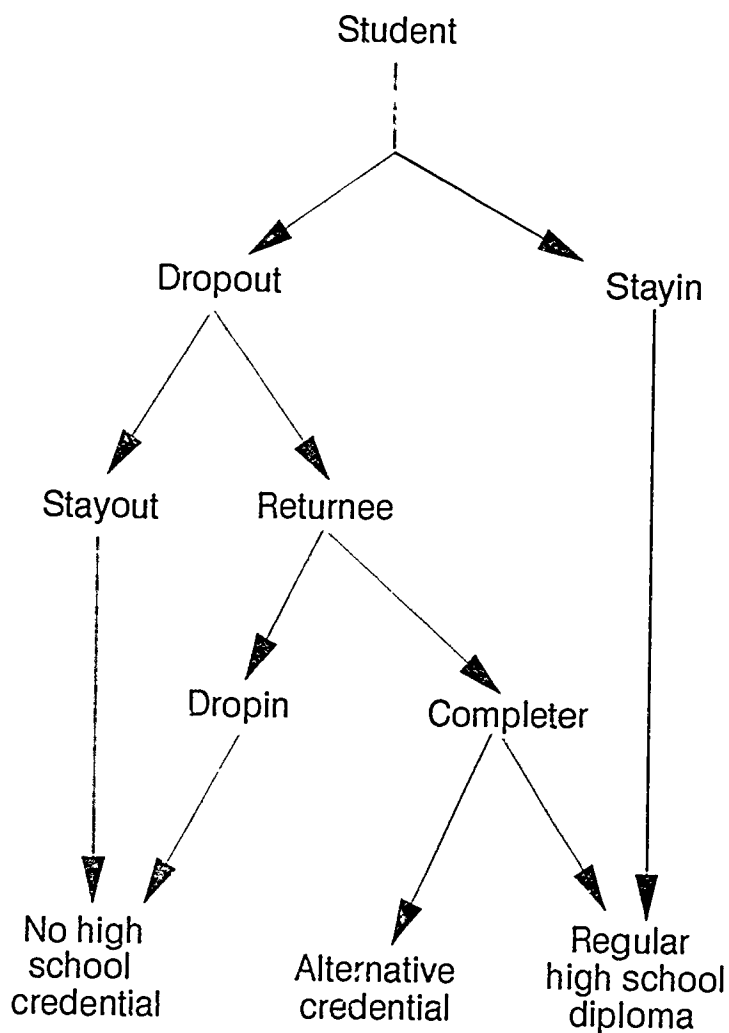 Student
Dropout
Stayin
Stayout
Returnee
Dropin
Completer
No high
school
credential
Alternative
credential
Regular
high school
diploma